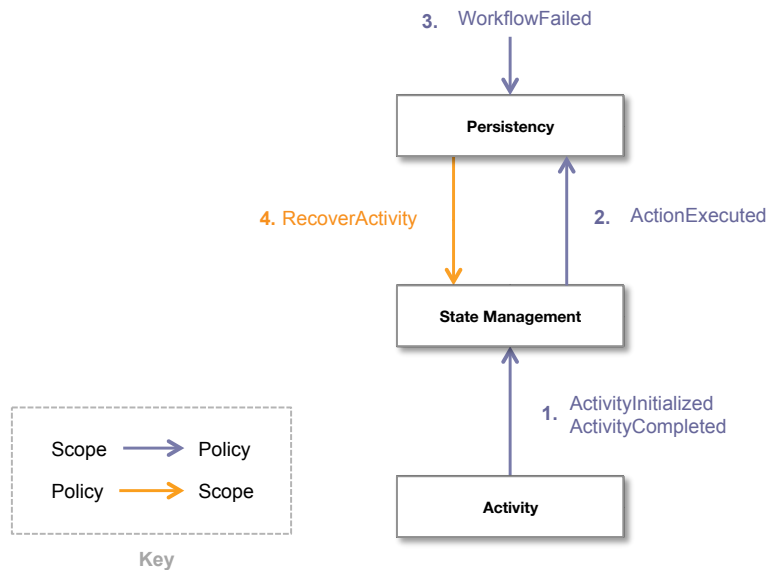 3. WorkflowFailed
Persistency
4. RecoverActivity
2. ActionExecuted
State Management
1. ActivityInitialized
ActivityCompleted
Scope Policy
Policy Scope
Activity
Key